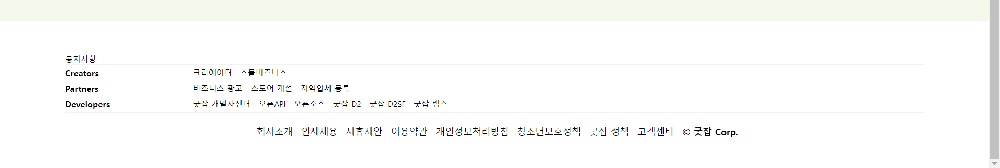 공지사항
Creators 크리에이터 스몰비즈니스
Partners 비즈니스 광고 스토어 개설 지역업체 등록
Developers 굿잡 개발자센터 오픈API 오픈소스 굿잡 D2 굿잡 D2SF 굿잡 랩스
회사소개 인재채용 제휴제안 이용약관 개인정보처리방침 청소년보호정책 굿잡 정책 고객센터 © 굿잡 Corp.